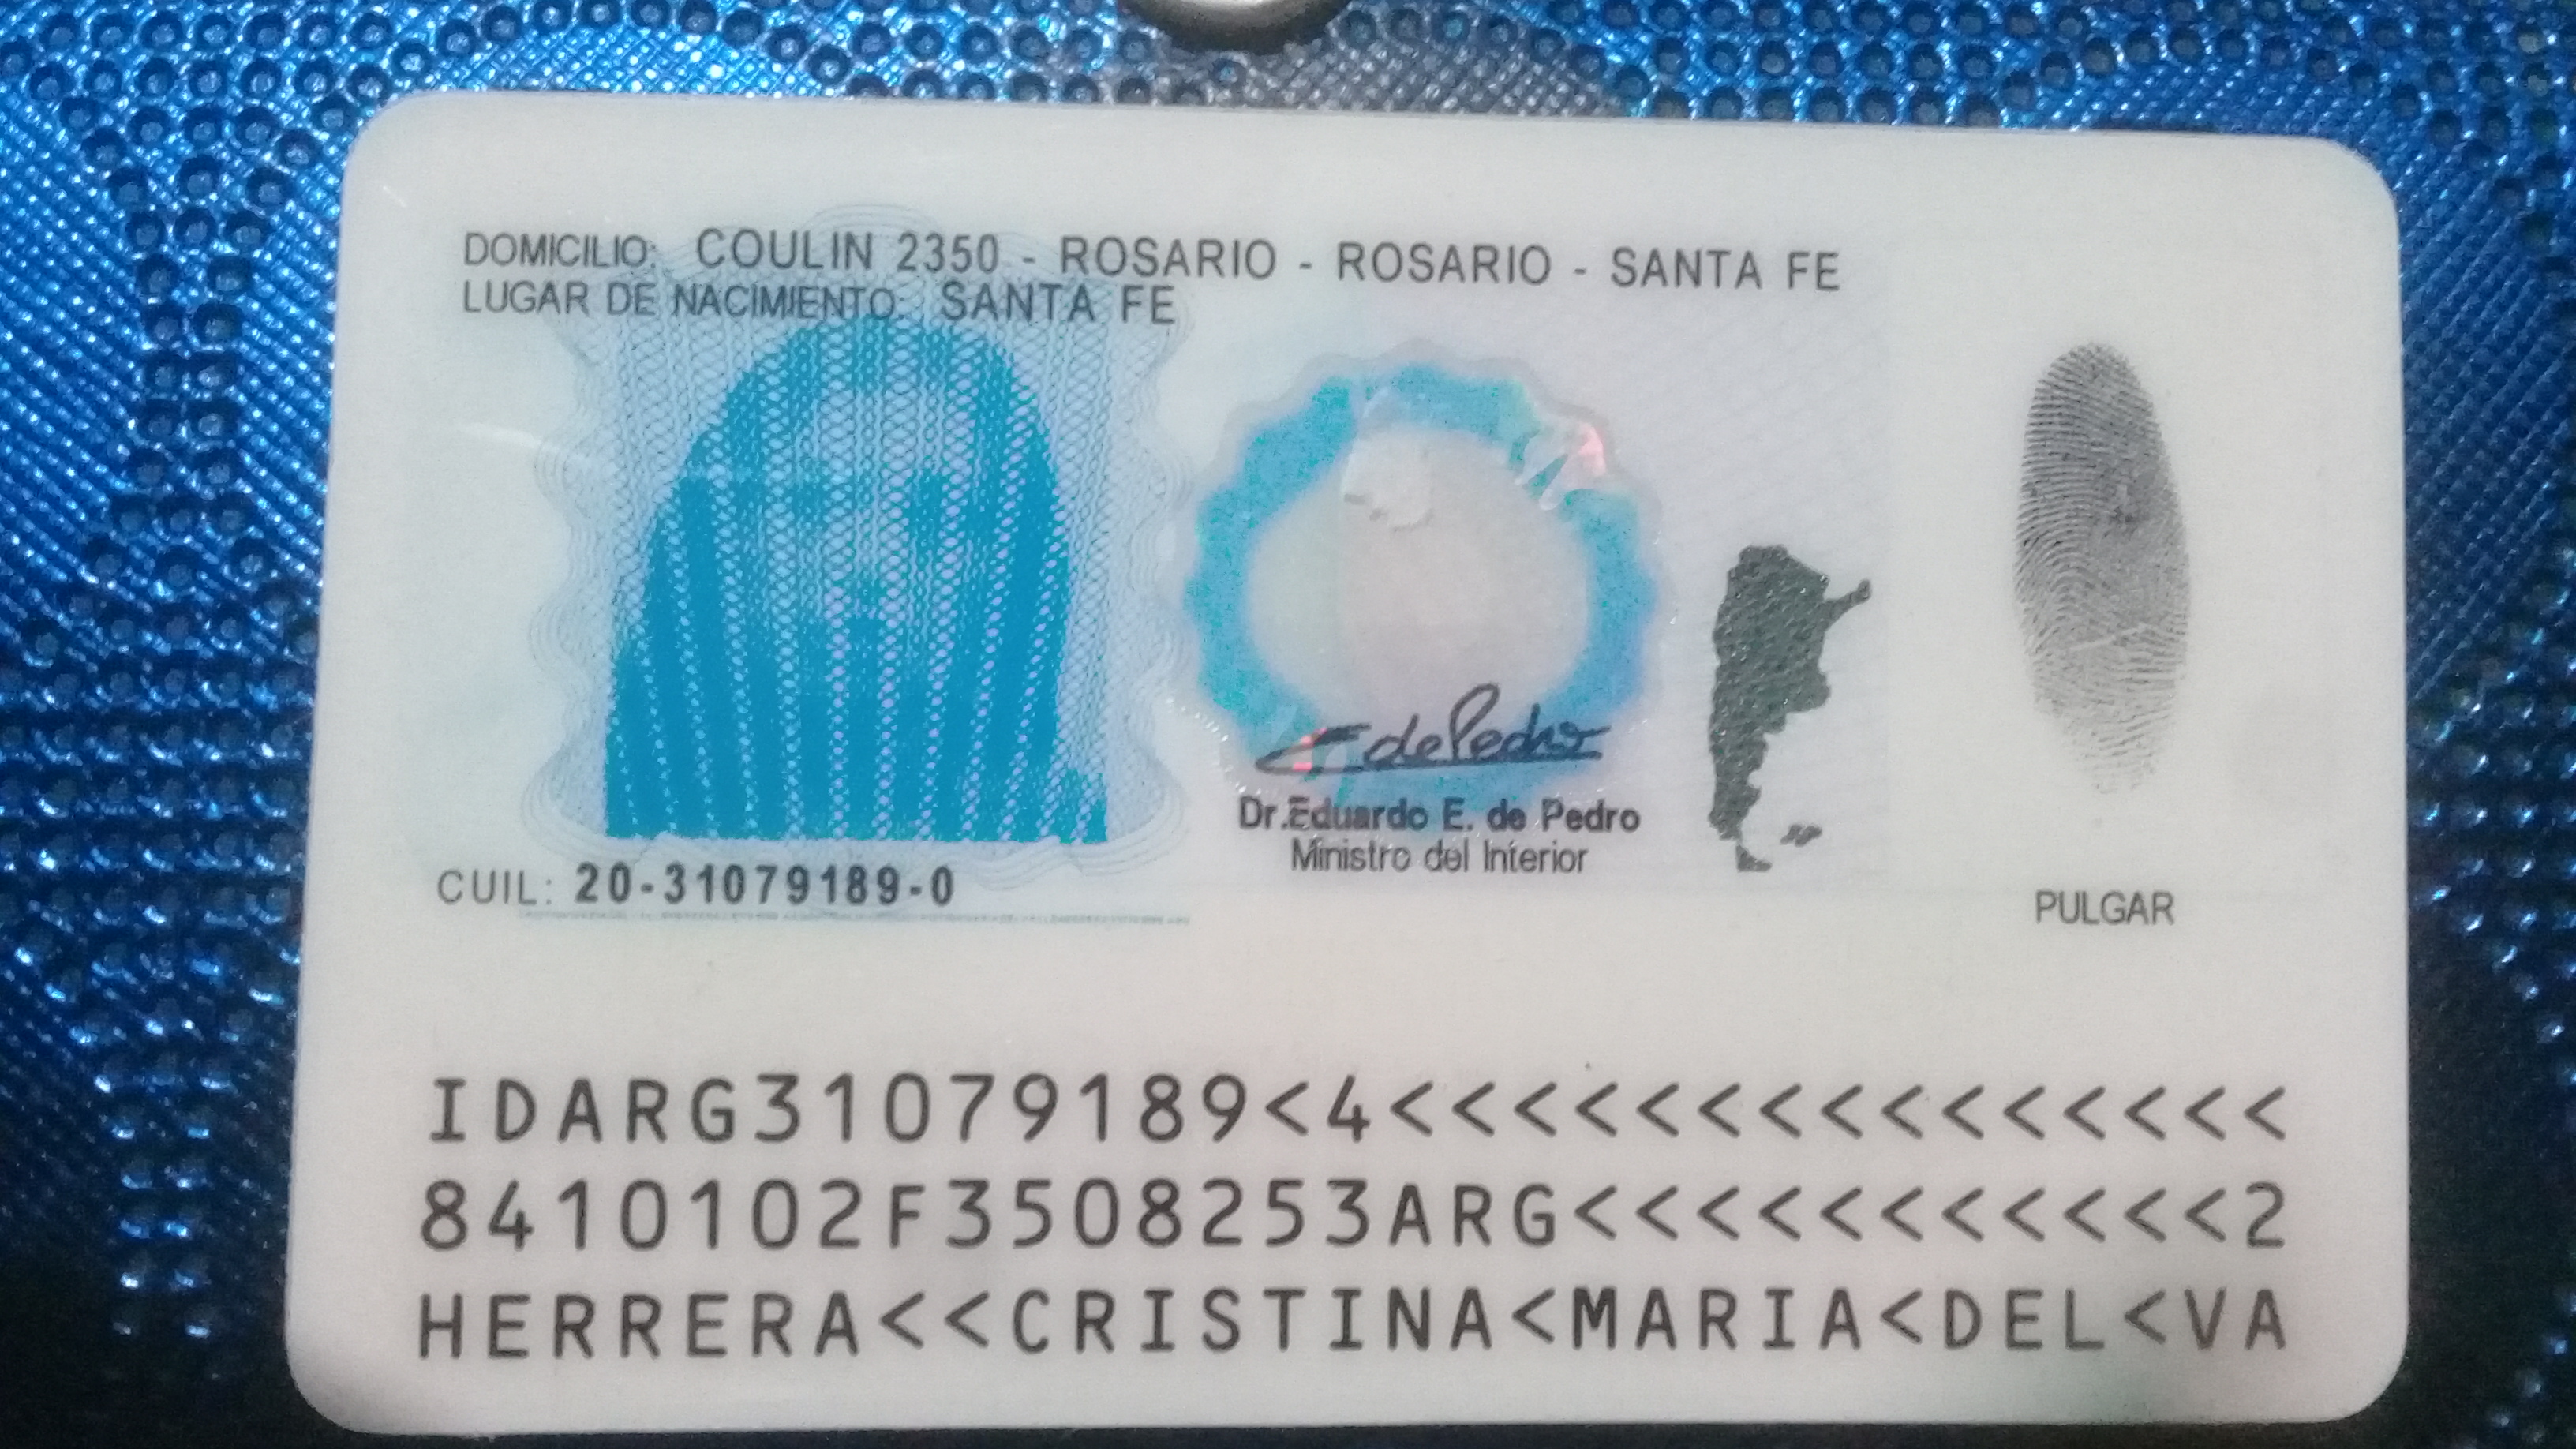 DOMICILIO: COULIN 2350 - ROSARIO - ROSARIO - ROSARIO - SANTA FE
LUGAR DE NACIMIENTO: SANTA FE
Dr. Eduardo E. de Pedro
Ministro del Interior
CUIL: 20-31079189-0
PULGAR
IDARG31079189<4<<<<<<<<<<<<<<<
8410102F3508253ARG<<<<<<<<<<<2
HERRERA<<CRISTINA<MARIA<DEL<VA